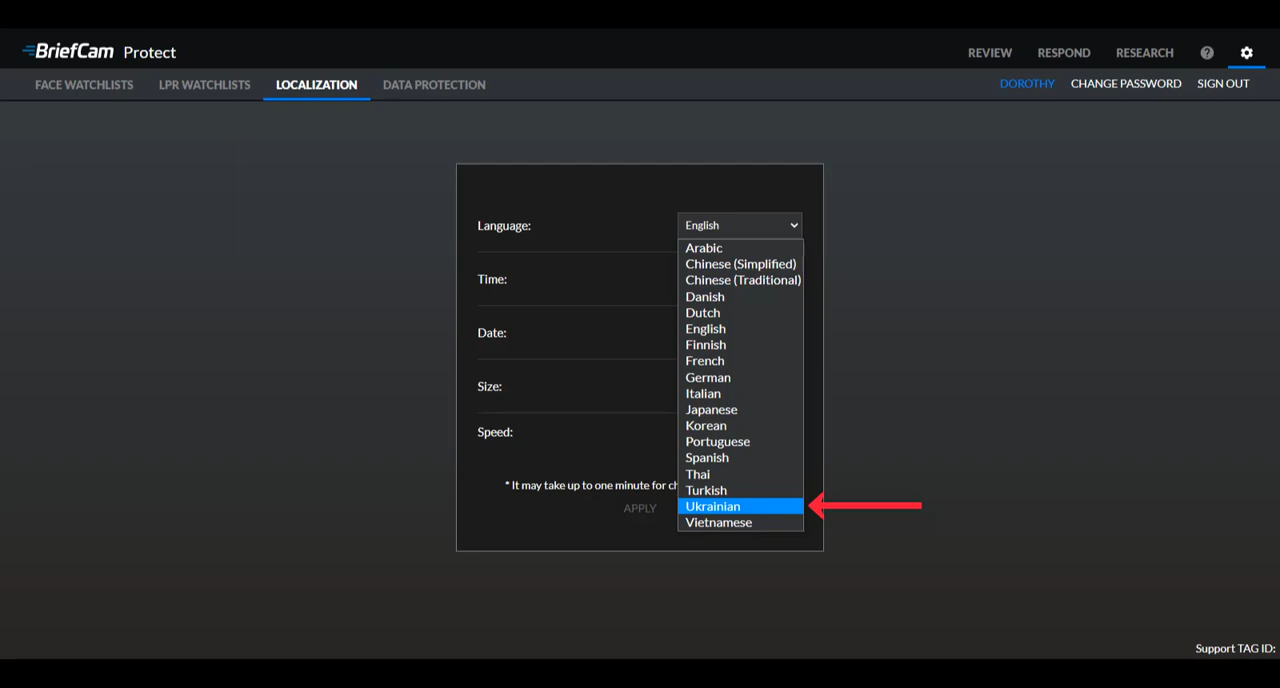 BriefCam Protect
REVIEW RESPOND RESEARCH ?
FACE WATCHLISTS LPR WATCHLISTS LOCALIZATION DATA PROTECTION
DOROTHY CHANGE PASSWORD SIGN OUT
Language: English
Arabic
Chinese (Simplified)
Chinese (Traditional)
Danish
Dutch
English
Finnish
French
German
Italian
Japanese
Korean
Portuguese
Spanish
Thai
Turkish
Ukrainian
Vietnamese
Time:
Date:
Size:
Speed:
* It may take up to one minute for ch
APPLY
Support TAG ID: